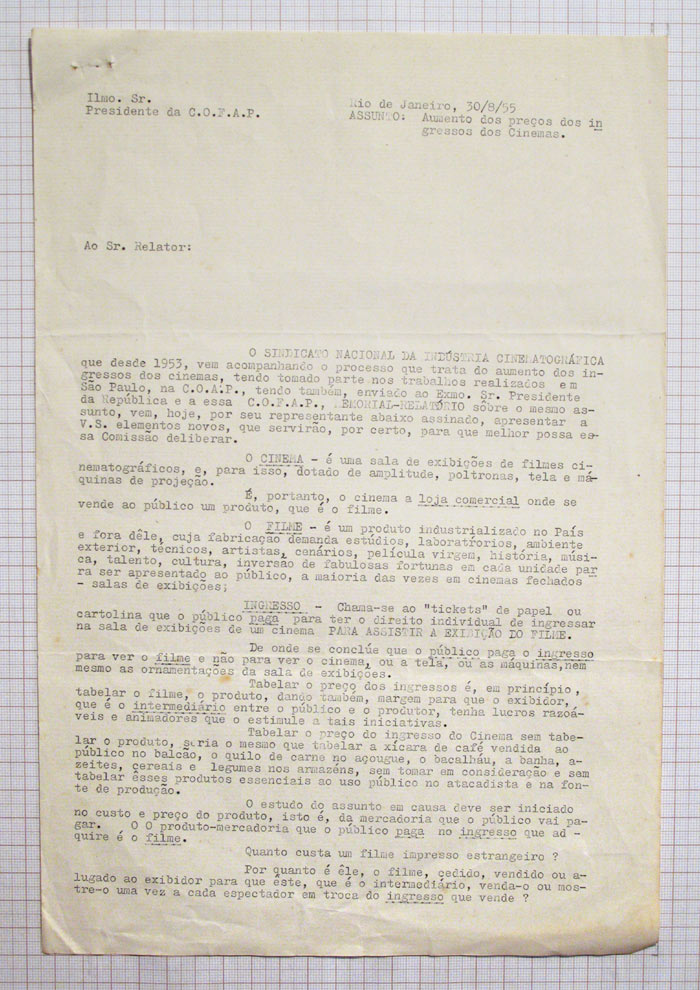 Ilmo. Sr.
Presidente da C.O.F.A.P.
Rio de Janeiro, 30/8/55
ASSUNTO: Aumento dos preços dos in
gressos dos Cinemas.
Ao Sr. Relator:
O SINDICATO NACIONAL DA INDÚSTRIA CINEMATOGRÁFICA
que desde 1953, vem acompanhando o processo que trata do aumento dos in-
gressos dos cinemas, tendo tomado parte nos trabalhos realizados em
São Paulo, na C.O.A.P., tendo também, enviado ao Exmo. Sr. Presidente
da República e a essa C.O.F.A.P., MEMORIAL-RELATÓRIO sôbre o mesmo as-
sunto, vem, hoje, por seu representante abaixo assinado, apresentar a
V.S. elementos novos, que servirão, por certo, para que melhor possa es-
sa Comissão deliberar.
O CINEMA - é uma sala de exibições de filmes ci-
nematográficos, e, para isso, dotado de amplitude, poltronas, tela e má-
quinas de projeção.
É, portanto, o cinema a loja comercial onde se
vende ao público um produto, que é o filme.
O FILME - é um produto industrializado no País
e fora dêle, cuja fabricação demanda estúdios, laboratŕorios, ambiente
exterior, técnicos, artistas, cenários, película virgem, história, músi-
ca, talento, cultura, inversão de fabulosas fortunas em cada unidade par
ra ser apresentado ao público, a maioria das vezes em cinemas fechados
- salas de exibições;
INGRESSO - Chama-se ao "tickets" de papel ou
cartolina que o público paga para ter o direito individual de ingressar
na sala de exibições de um cinema PARA ASSISTIR A EXIBIÇÃO DO FILME.
De onde se conclúe que o público paga o ingresso
para ver o filme e não para ver o cinema, ou a tela, ou as máquinas,nem
mesmo as ornamentações da sala de exibições.
Tabelar o preço dos ingressos é, em princípio,
tabelar o filme, o produto, dando também, margem para que o exibidor,
que é o intermediário entre o público e o produtor, tenha lucros razoá-
veis e animadores que o estimule a tais iniciativas.
Tabelar o preço do ingresso do Cinema sem tabe-
lar o produto, seria o mesmo que tabelar a xícara de café vendida ao
público no balcão, o quilo de carne no açougue, o bacalháu, a banha, a-
zeites, cereais e legumes nos armazéns, sem tomar em consideração e sem
tabelar êsses produtos essenciais ao uso público no atacadista e na fon-
te de produção.
O estudo do assunto em causa deve ser iniciado
no custo e preço do produto, isto é, da mercadoria que o público vai pa-
gar. O O produto-mercadoria que o público paga no ingresso que ad -
quire é o filme.
Quanto custa um filme impresso estrangeiro ?
Por quanto é êle, o filme, cedido, vendido ou a-
lugado ao exibidor para que êste, que é o intermediário, venda-o ou mos-
tre-o uma vez a cada espectador em troca do ingresso que vende ?